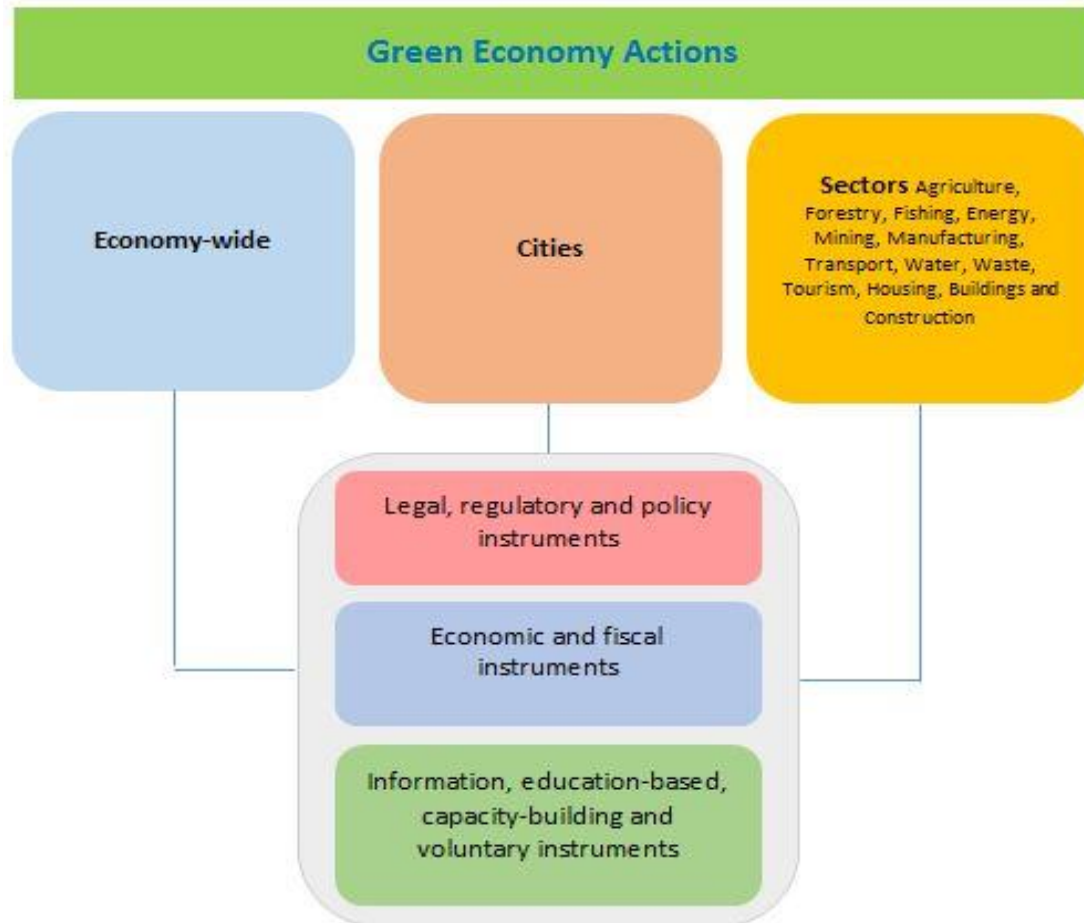 Green Economy Actions
Economy-wide
Cities
Sectors Agriculture,
Forestry, Fishing, Energy,
Mining, Manufacturing,
Transport, Water, Waste,
Tourism, Housing, Buildings and
Construction
Legal, regulatory and policy
instruments
Economic and fiscal
instruments
Information, education-based,
capacity-building and
voluntary instruments